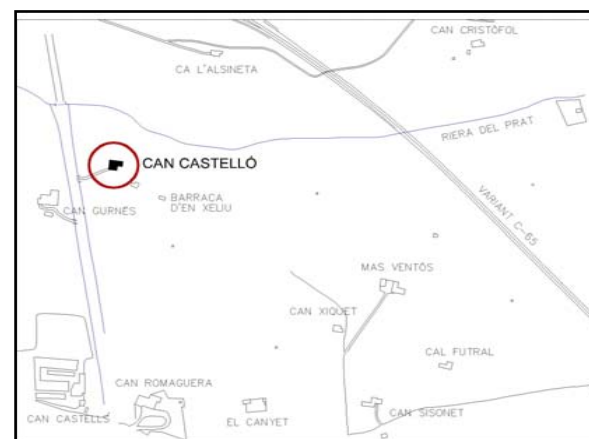 CAN CRISTÒFOL
CA L'ALSINETA
RIERA DEL PRAT
CAN CASTELLÓ
BARRACA
D'EN XELIU
CAN GURNÉS
VARIANT C-65
MAS VENTÓS
CAN XIQUET
CAL FUTRAL
CAN ROMAGUERA
CAN CASTELLS
EL CANYET
CAN SISONET